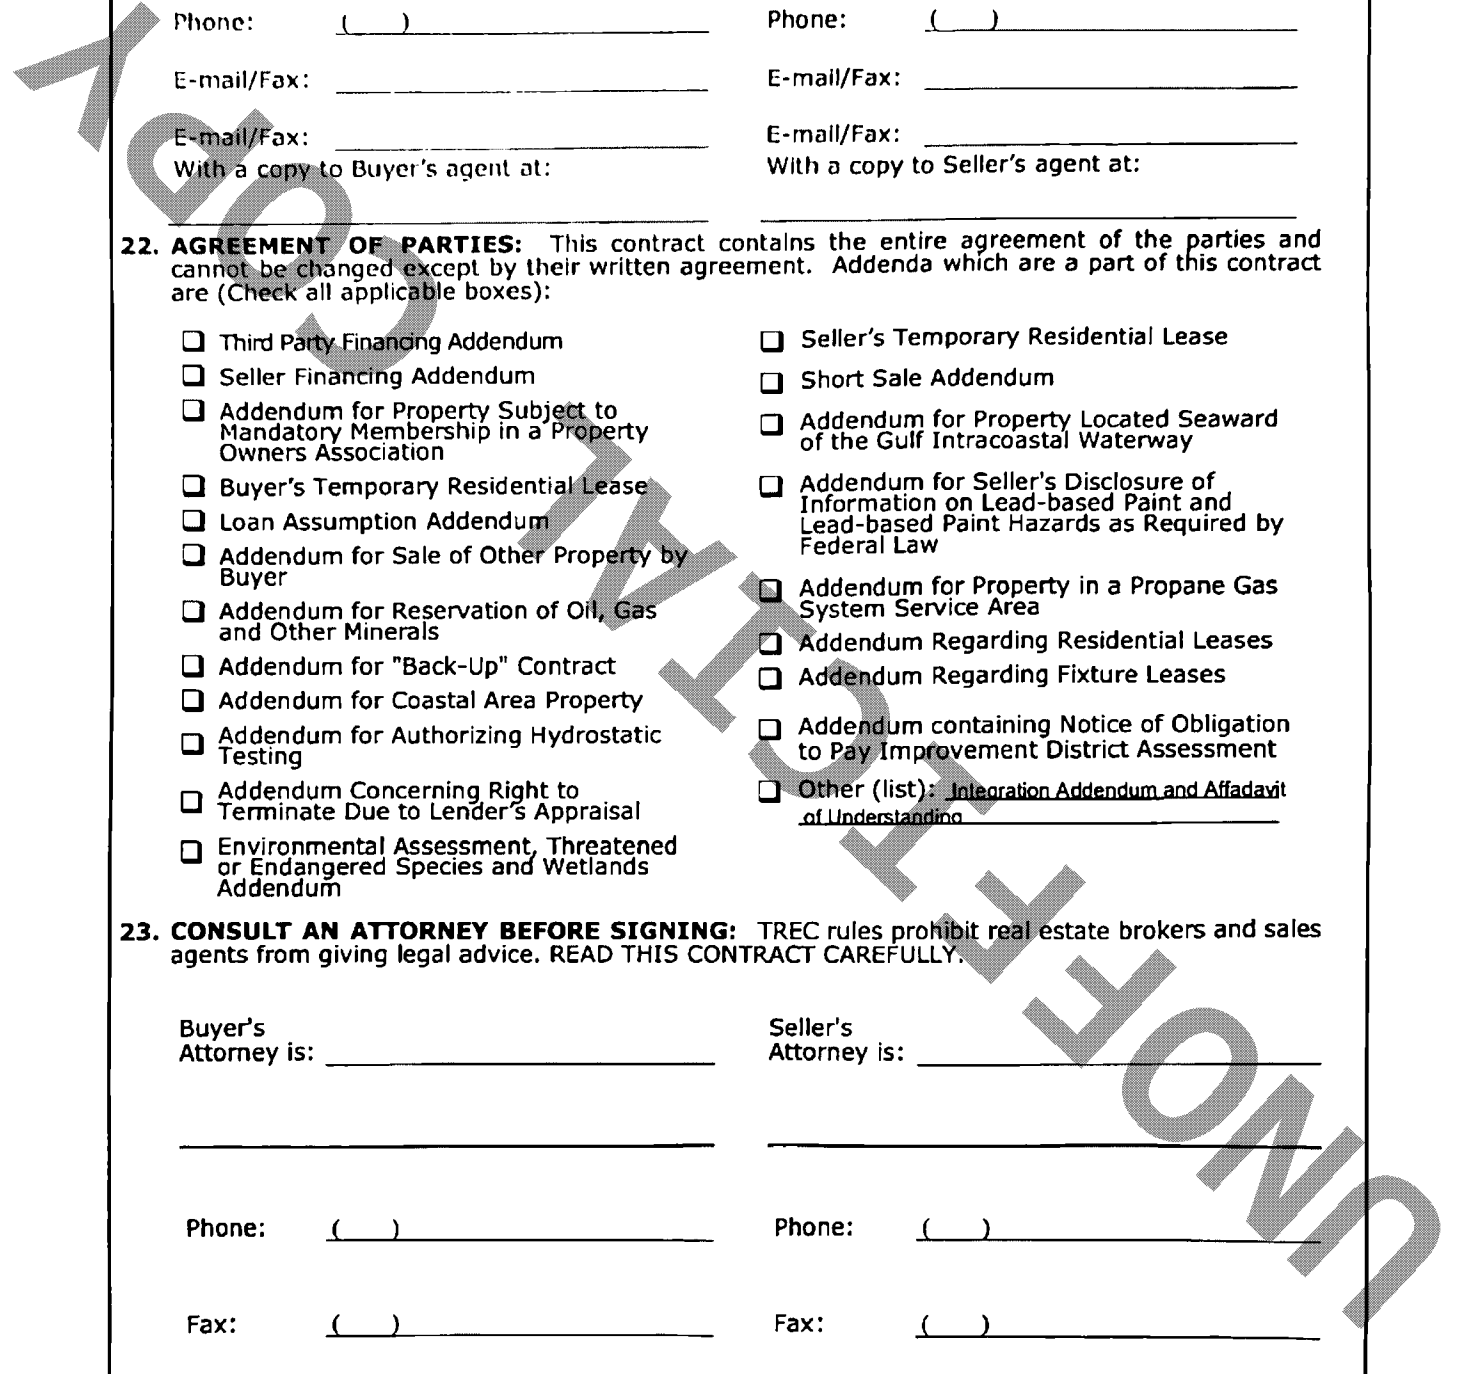 Phone: ( )
E-mail/Fax:
E-mail/Fax:
With a copy to Buyer's agent at:
Phone: ( )
E-mail/Fax:
E-mail/Fax:
With a copy to Seller's agent at:
22. AGREEMENT OF PARTIES: This contract contains the entire agreement of the parties and
cannot be changed except by their written agreement. Addenda which are a part of this contract
are (Check all applicable boxes):
❑ Third Party Financing Addendum
❑ Seller Financing Addendum
❑ Addendum for Property Subject to
Mandatory Membership in a Property
Owners Association
❑ Buyer's Temporary Residential Lease
❑ Loan Assumption Addendum
❑ Addendum for Sale of Other Property by
Buyer
❑ Addendum for Reservation of Oil, Gas
and Other Minerals
❑ Addendum for "Back-Up" Contract
❑ Addendum for Coastal Area Property
❑ Addendum for Authorizing Hydrostatic
Testing
❑ Addendum Concerning Right to
Terminate Due to Lender's Appraisal
❑ Environmental Assessment, Threatened
or Endangered Species and Wetlands
Addendum
❑ Seller's Temporary Residential Lease
❑ Short Sale Addendum
❑ Addendum for Property Located Seaward
of the Gulf Intracoastal Waterway
❑ Addendum for Seller's Disclosure of
Information on Lead-based Paint and
Lead-based Paint Hazards as Required by
Federal Law
❑ Addendum for Property in a Propane Gas
System Service Area
❑ Addendum Regarding Residential Leases
❑ Addendum Regarding Fixture Leases
❑ Addendum containing Notice of Obligation
to Pay Improvement District Assessment
❑ Other (list): Integration Addendum and Affadavit
of Understanding
23. CONSULT AN ATTORNEY BEFORE SIGNING: TREC rules prohibit real estate brokers and sales
agents from giving legal advice. READ THIS CONTRACT CAREFULLY.
Buyer's
Attorney is:
Phone: ( )
Fax: ( )
Seller's
Attorney is:
Phone: ( )
Fax: ( )
UNOFFICIAL COPY